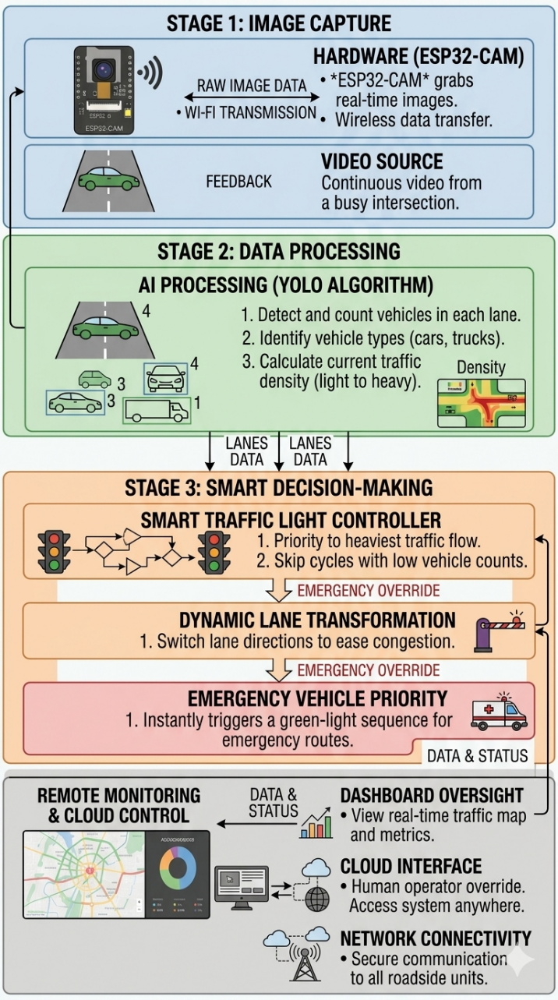 STAGE 1: IMAGE CAPTURE
HARDWARE (ESP32-CAM)
RAW IMAGE DATA
• WI-FI TRANSMISSION
• *ESP32-CAM* grabs
real-time images.
• Wireless data transfer.
ESP32-CAM
VIDEO SOURCE
FEEDBACK
Continuous video from
a busy intersection.
STAGE 2: DATA PROCESSING
AI PROCESSING (YOLO ALGORITHM)
4
1. Detect and count vehicles in each lane.
2. Identify vehicle types (cars, trucks).
3. Calculate current traffic
density (light to heavy).
3
4
3
1
Density
LANES
DATA
LANES
DATA
STAGE 3: SMART DECISION-MAKING
SMART TRAFFIC LIGHT CONTROLLER
1. Priority to heaviest traffic flow.
2. Skip cycles with low vehicle counts.
EMERGENCY OVERRIDE
DYNAMIC LANE TRANSFORMATION
1. Switch lane directions to ease congestion.
EMERGENCY OVERRIDE
EMERGENCY VEHICLE PRIORITY
1. Instantly triggers a green-light sequence for
emergency routes.
DATA & STATUS
REMOTE MONITORING
& CLOUD CONTROL
DATA &
STATUS
DASHBOARD OVERSIGHT
• View real-time traffic map
and metrics.
CLOUD INTERFACE
• Human operator override.
Access system anywhere.
NETWORK CONNECTIVITY
• Secure communication
to all roadside units.